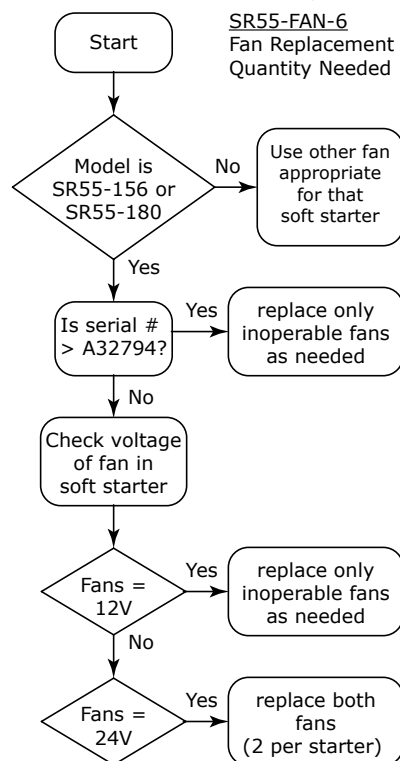 SR55-FAN-6
Fan Replacement
Quantity Needed
Start
Model is
SR55-156 or
SR55-180
No
Use other fan
appropriate
for that
soft starter
Yes
Is serial #
> A32794?
Yes
replace only
inoperable fans
as needed
No
Check voltage
of fan in
soft starter
Fans =
12V
Yes
replace only
inoperable fans
as needed
No
Fans =
24V
Yes
replace both
fans
(2 per starter)